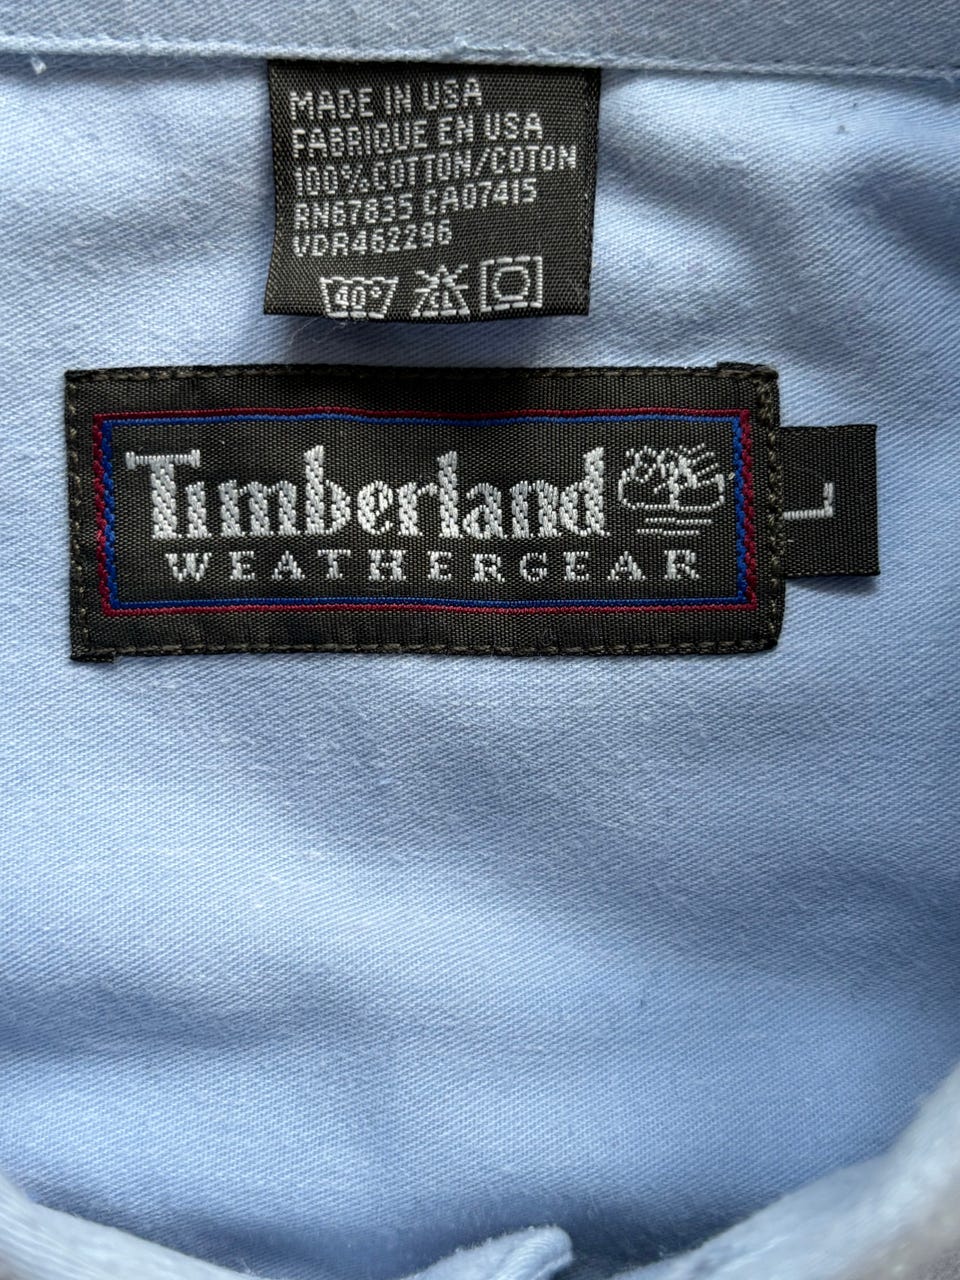 MADE IN USA
FABRIQUE EN USA
100% COTTON/COTON
RN67835 CA07415
VDR462296
40°
Timberland
WEATHERGEAR
L